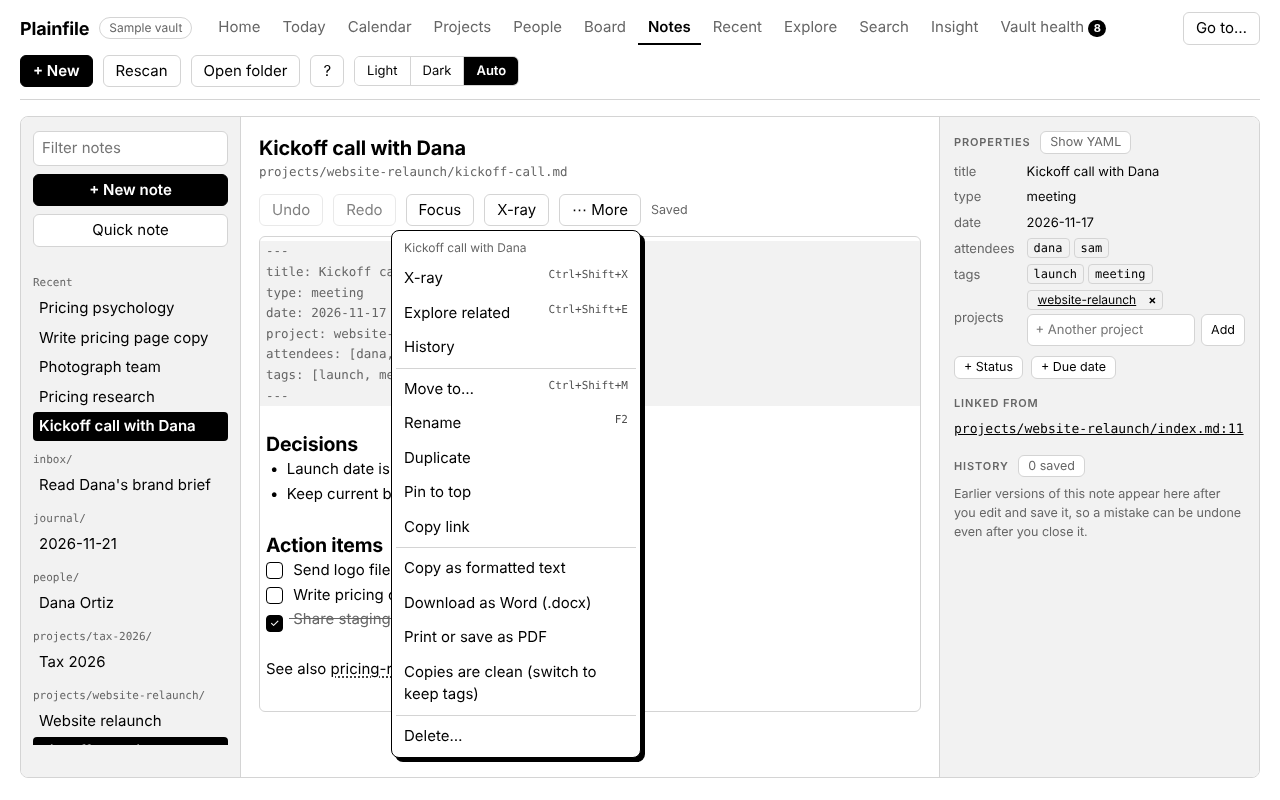 Plainfile Sample vault Home Today Calendar Projects People Board Notes Recent Explore Search Insight Vault health 8 Go to...
+ New Rescan Open folder ? Light Dark Auto
Filter notes
+ New note
Quick note
Recent
Pricing psychology
Write pricing page copy
Photograph team
Pricing research
Kickoff call with Dana
inbox/
Read Dana's brand brief
journal/
2026-11-21
people/
Dana Ortiz
projects/tax-2026/
Tax 2026
projects/website-relaunch/
Website relaunch
Kickoff call with Dana
projects/website-relaunch/kickoff-call.md
Undo Redo Focus X-ray ··· More Saved
---
title: Kickoff ca
type: meeting
date: 2026-11-17
project: website-
attendees: [dana,
tags: [launch, me
---
Decisions
• Launch date is
• Keep current b
Action items
Send logo file
Write pricing
Share staging
See also pricing-r
Kickoff call with Dana
X-ray Ctrl+Shift+X
Explore related Ctrl+Shift+E
History
Move to... Ctrl+Shift+M
Rename F2
Duplicate
Pin to top
Copy link
Copy as formatted text
Download as Word (.docx)
Print or save as PDF
Copies are clean (switch to
keep tags)
Delete...
PROPERTIES Show YAML
title Kickoff call with Dana
type meeting
date 2026-11-17
attendees dana sam
tags launch meeting
projects website-relaunch ×
+ Another project Add
+ Status + Due date
LINKED FROM
projects/website-relaunch/index.md:11
HISTORY 0 saved
Earlier versions of this note appear here after
you edit and save it, so a mistake can be undone
even after you close it.